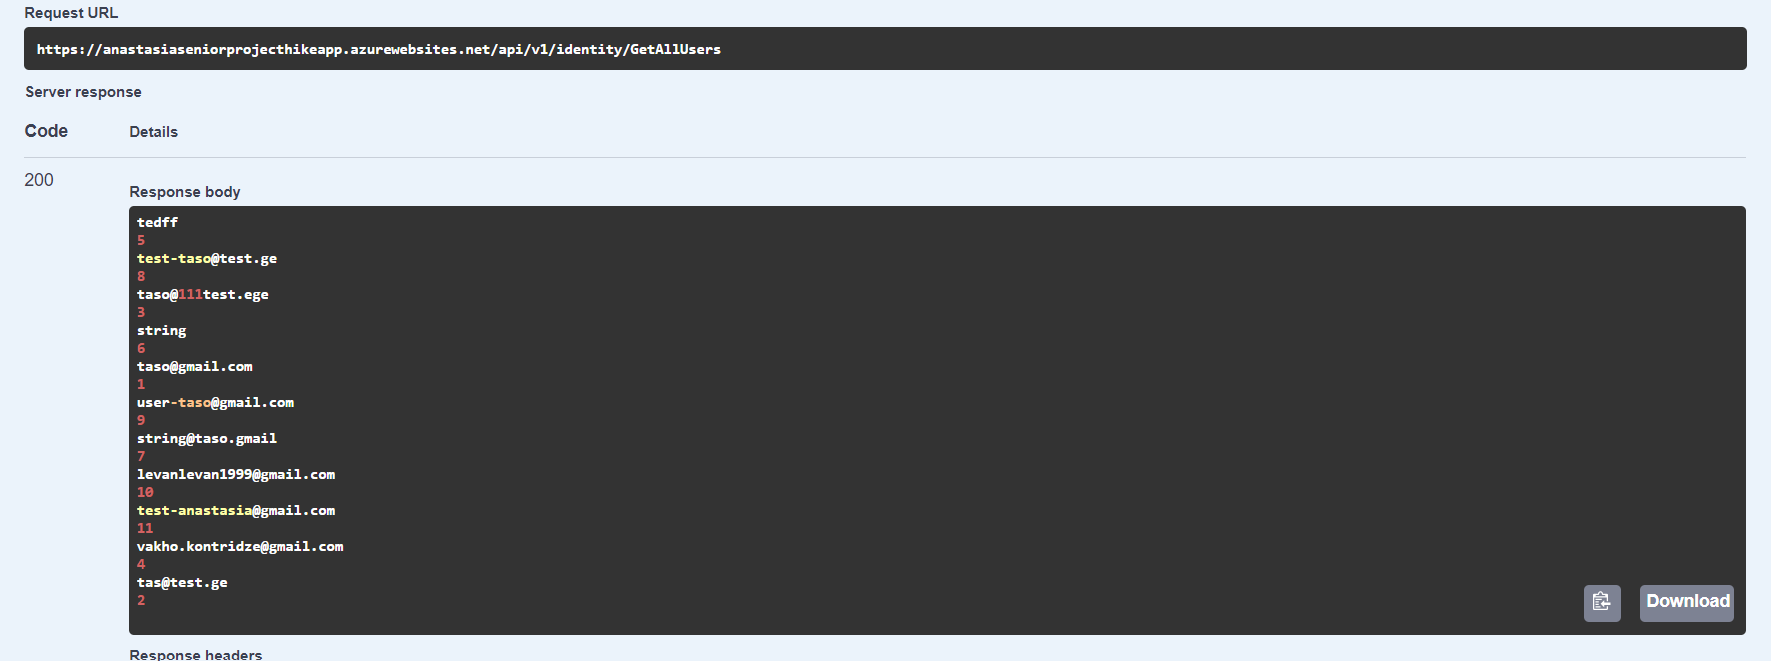 Request URL
https://anastasiaseniorprojecthikeapp.azurewebsites.net/api/v1/identity/GetAllUsers
Server response
Code Details
200
Response body
tedff
5
test-taso@test.ge
8
taso@111test.ege
3
string
6
taso@gmail.com
1
user-taso@gmail.com
9
string@taso.gmail
7
levanlevan1999@gmail.com
10
test-anastasia@gmail.com
11
vakho.kontridze@gmail.com
4
tas@test.ge
2
Download
Response headers